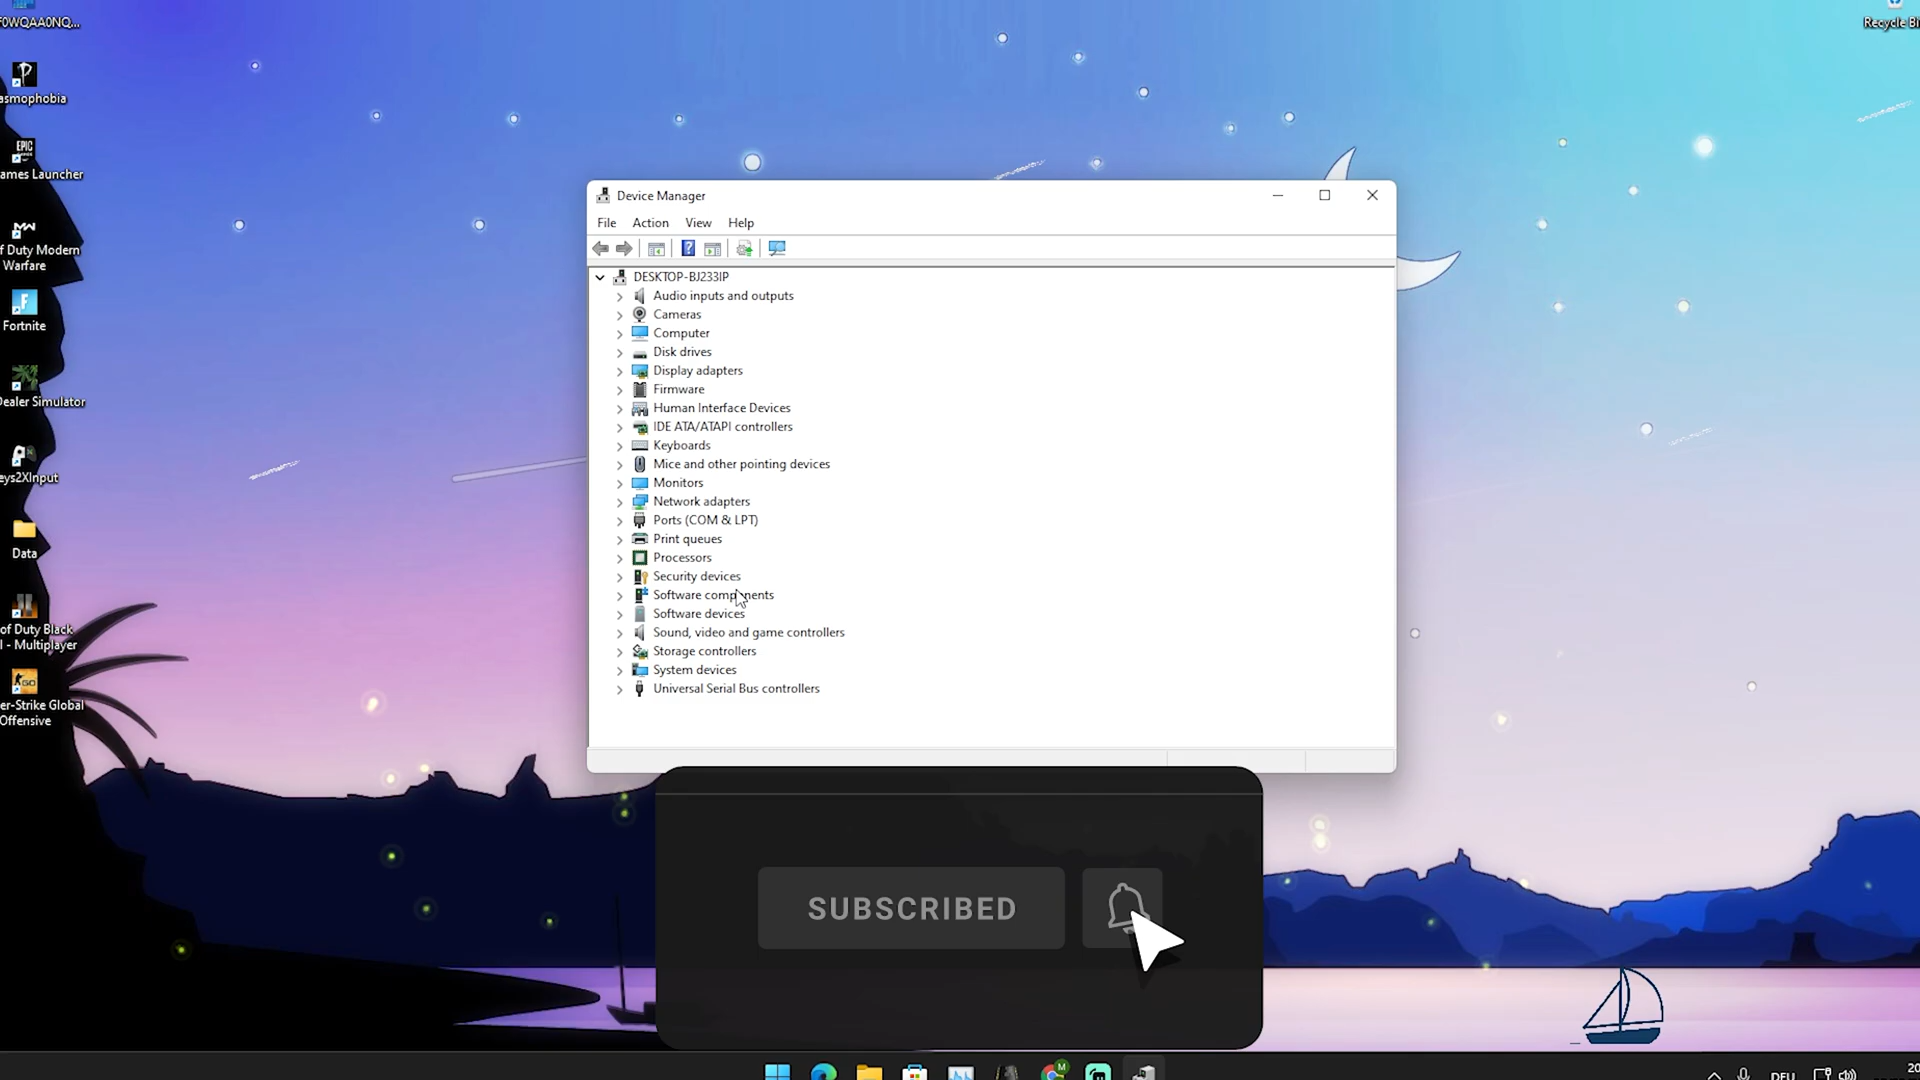 F0WQAA0NQ...
asmophobia
EPIC
ames Launcher
f Duty Modern
Warfare
Fortnite
Dealer Simulator
eys2XInput
Data
of Duty Black
I - Multiplayer
GO
er-Strike Global
Offensive
Recycle Bi
Device Manager
File Action View Help
DESKTOP-BJ233IP
Audio inputs and outputs
Cameras
Computer
Disk drives
Display adapters
Firmware
Human Interface Devices
IDE ATA/ATAPI controllers
Keyboards
Mice and other pointing devices
Monitors
Network adapters
Ports (COM & LPT)
Print queues
Processors
Security devices
Software components
Software devices
Sound, video and game controllers
Storage controllers
System devices
Universal Serial Bus controllers
SUBSCRIBED
M
DEU
20